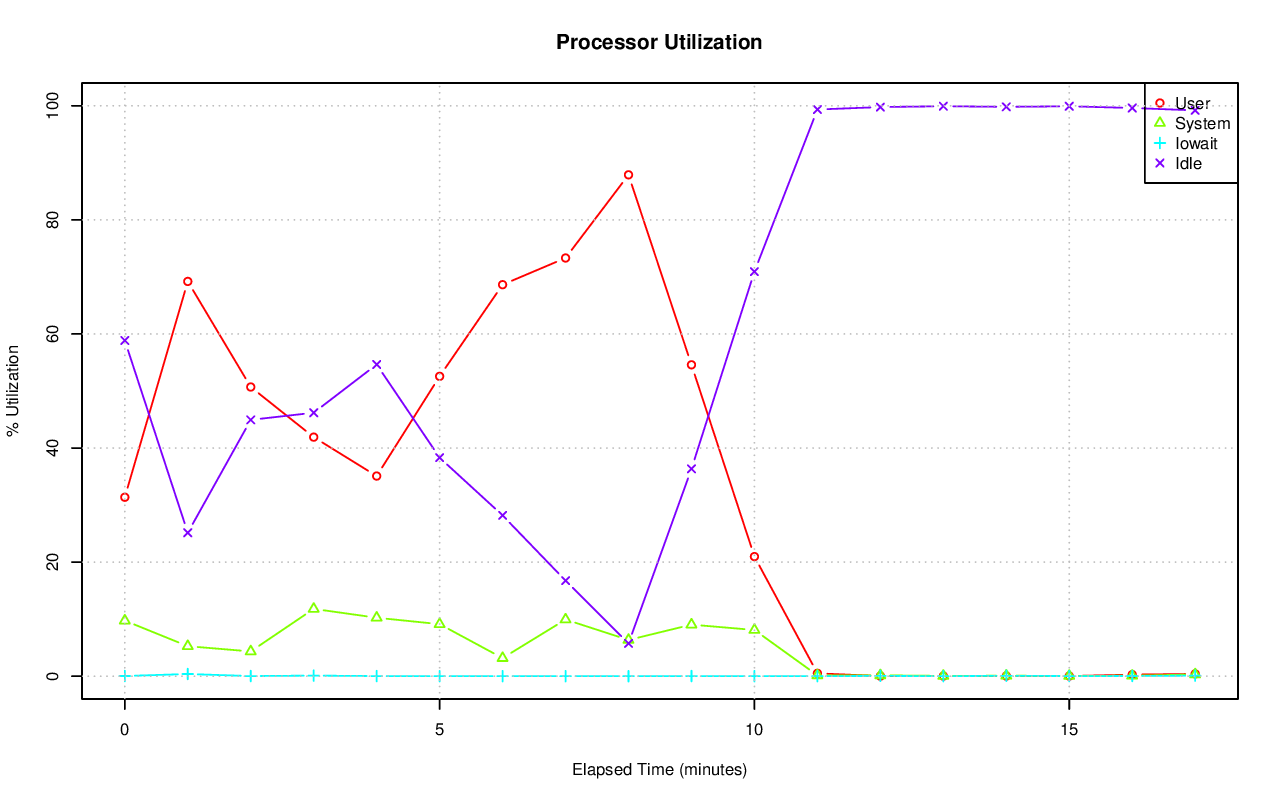 Processor Utilization
% Utilization
100
80
60
40
20
0
User
System
Iowait
Idle
0 5 10 15
Elapsed Time (minutes)